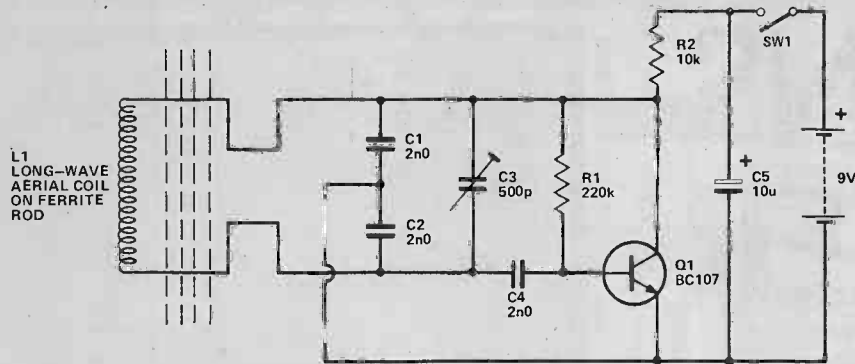 L1
LONG–WAVE
AERIAL COIL
ON FERRITE
ROD
C1
2n0
C2
2n0
C3
500p
C4
2n0
R1
220k
R2
10k
Q1
BC107
SW1
+
C5
10u
+
9V